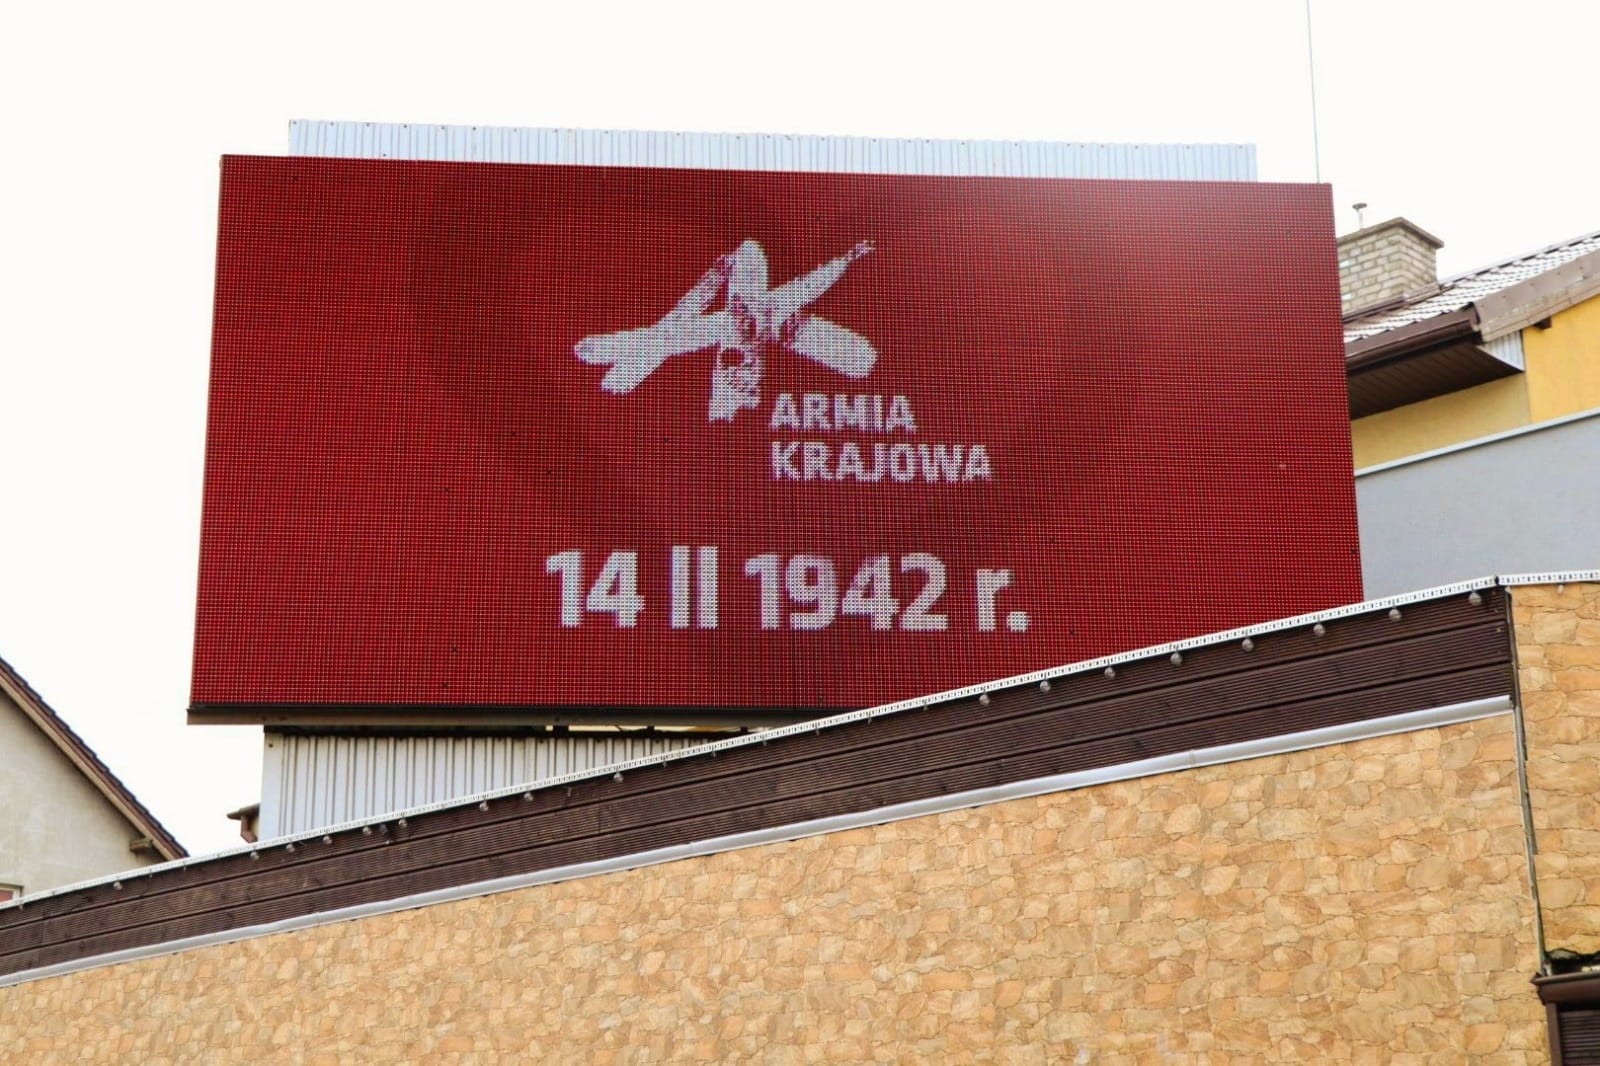 ARMIA
KRAJOWA
14 II 1942 r.